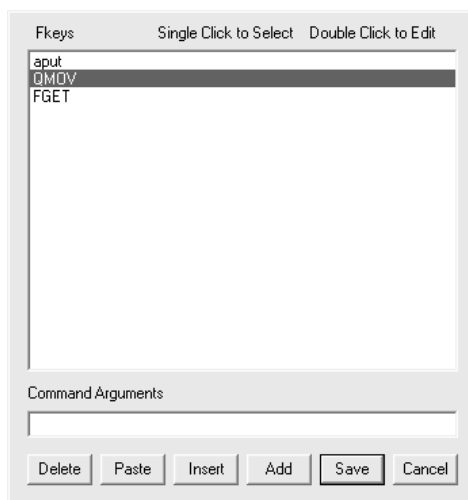 Fkeys Single Click to Select Double Click to Edit
aput
QMOV
FGET
Command Arguments
Delete Paste Insert Add Save Cancel